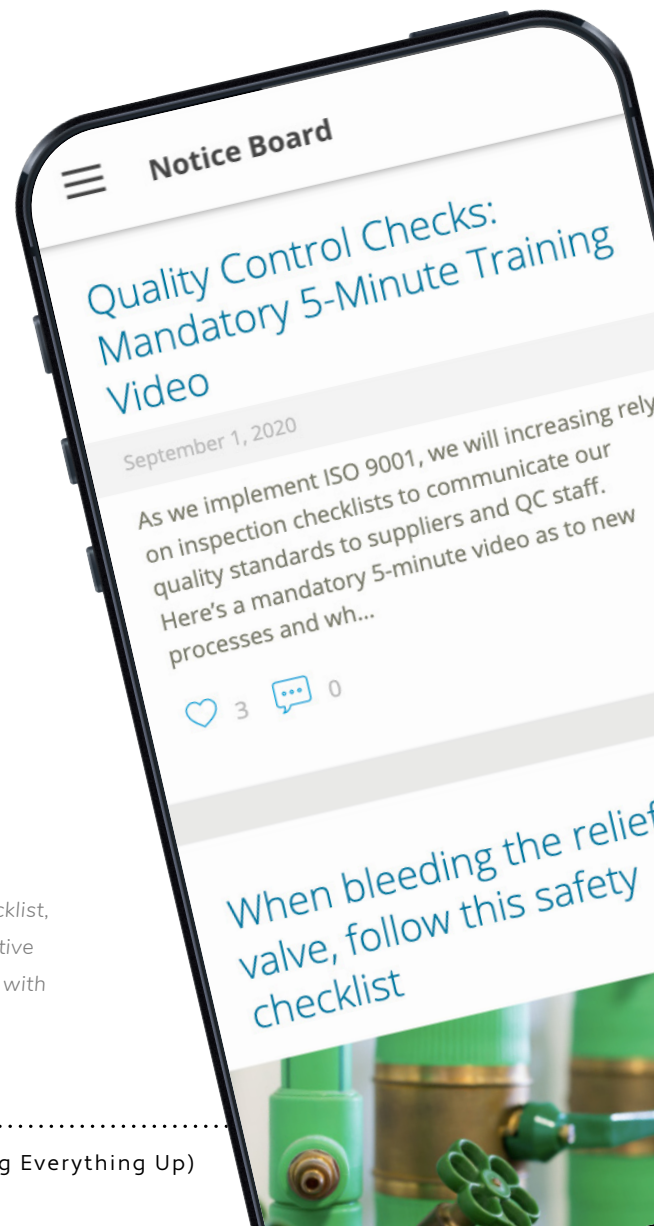 Notice Board
Quality Control Checks:
Mandatory 5-Minute Training
Video
September 1, 2020
As we implement ISO 9001, we will increasing rely
on inspection checklists to communicate our
quality standards to suppliers and QC staff.
Here's a mandatory 5-minute video as to new
processes and wh...
3 0
When bleeding the relief
valve, follow this safety
checklist
cklist,
tive
with
g Everything Up)